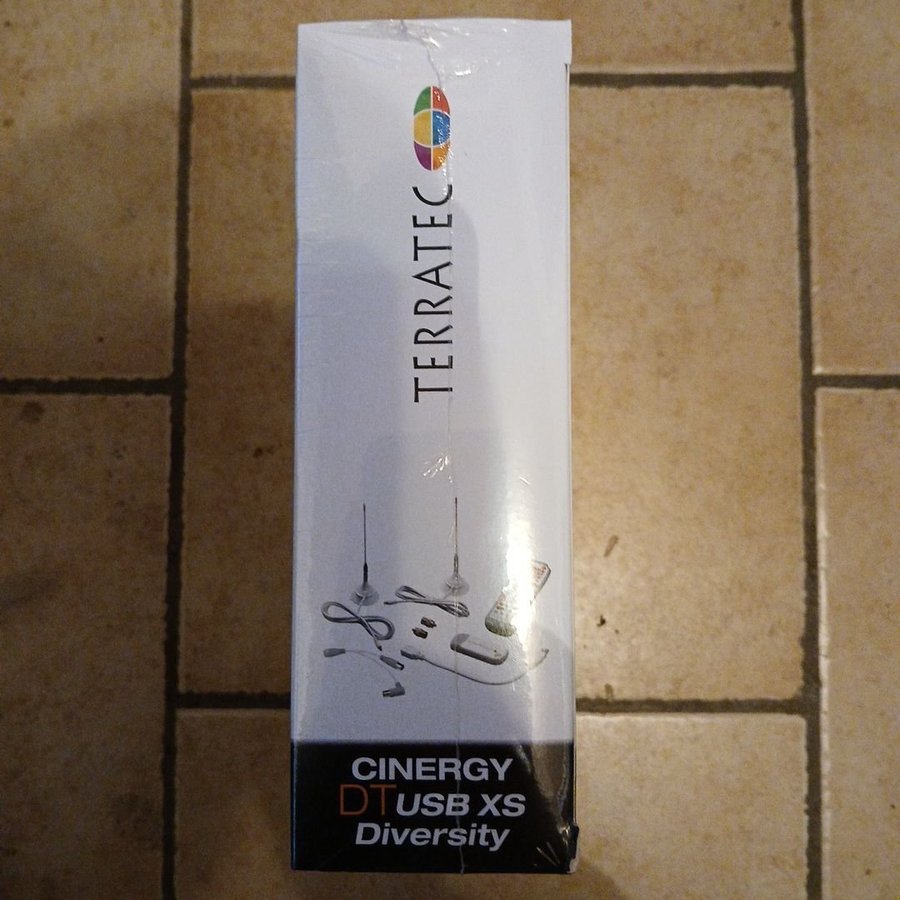 TERRATEC
CINERGY
DT USB XS
Diversity